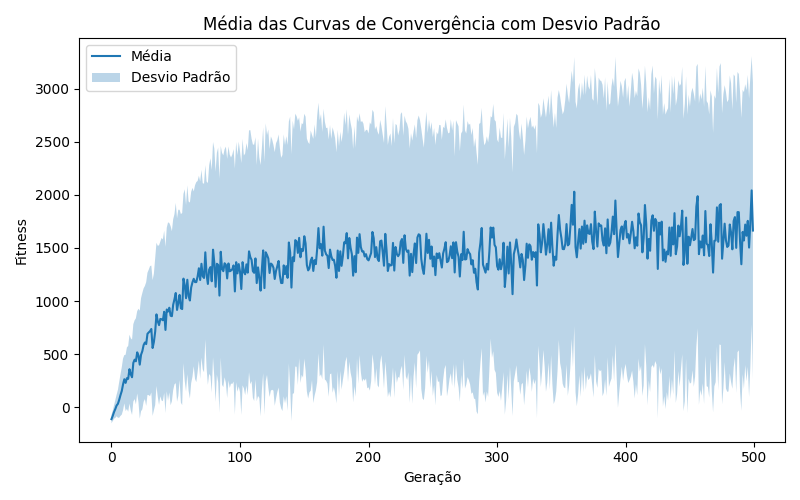 Média das Curvas de Convergência com Desvio Padrão
Média
Desvio Padrão
Fitness
3000
2500
2000
1500
1000
500
0
0 100 200 300 400 500
Geração